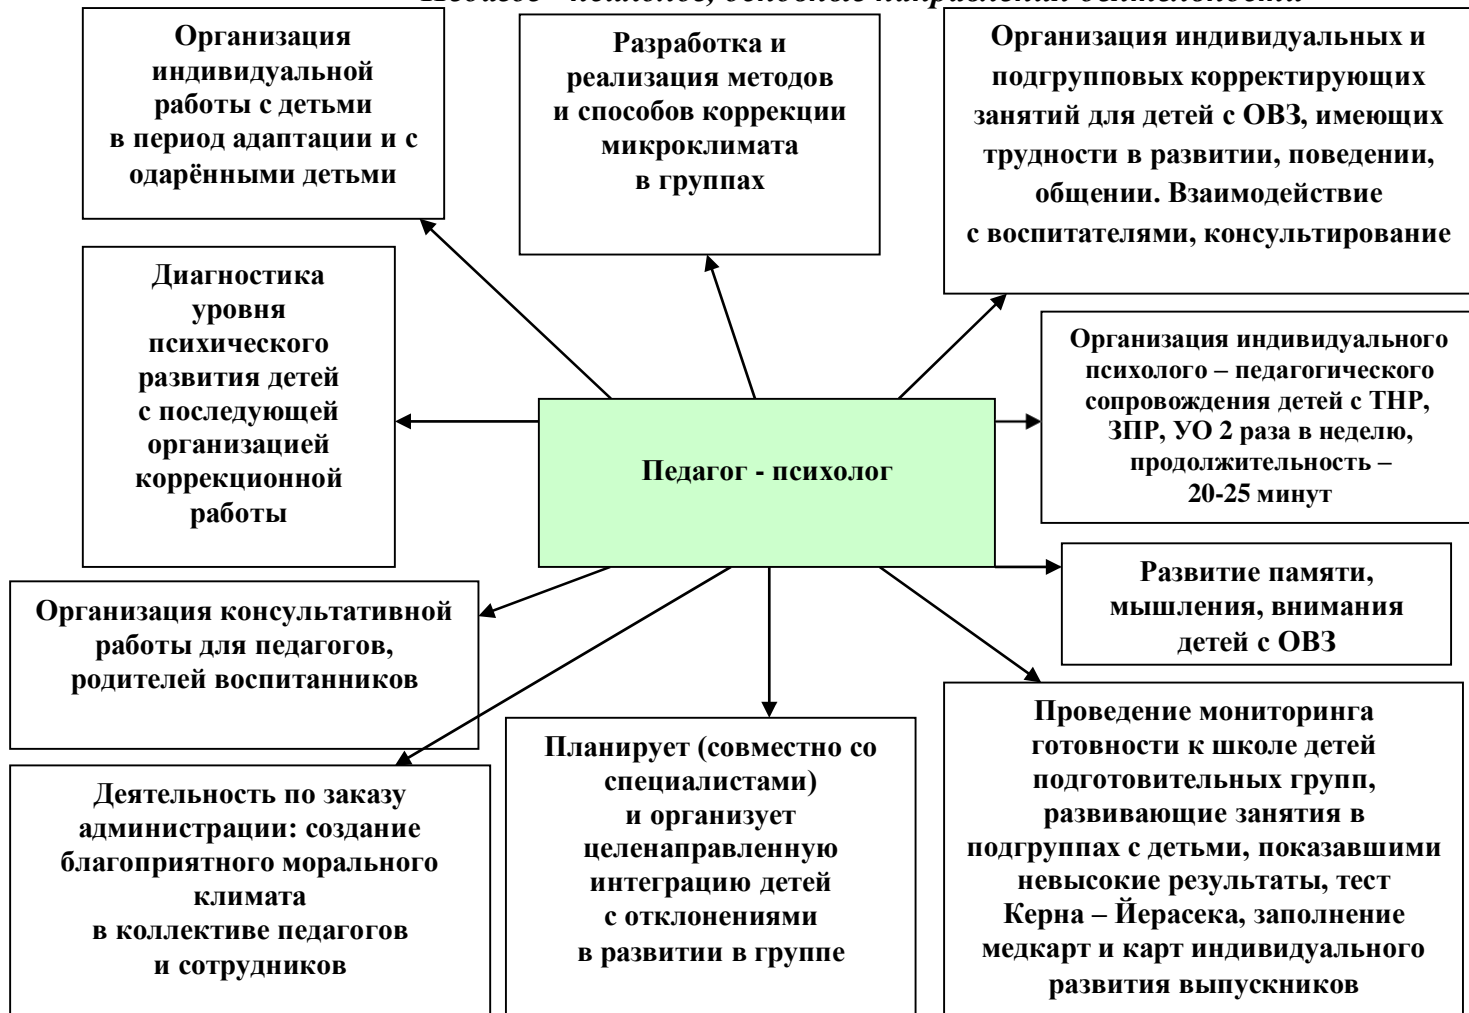 Организация
индивидуальной
работы с детьми
в период адаптации и с
одарёнными детьми
Разработка и
реализация методов
и способов коррекции
микроклимата
в группах
Организация индивидуальных и
подгрупповых корректирующих
занятий для детей с ОВЗ, имеющих
трудности в развитии, поведении,
общении. Взаимодействие
с воспитателями, консультирование
Диагностика
уровня
психического
развития детей
с последующей
организацией
коррекционной
работы
Педагог - психолог
Организация индивидуального
психолого – педагогического
сопровождения детей с ТНР,
ЗПР, УО 2 раза в неделю,
продолжительность –
20-25 минут
Развитие памяти,
мышления, внимания
детей с ОВЗ
Организация консультативной
работы для педагогов,
родителей воспитанников
Деятельность по заказу
администрации: создание
благоприятного морального
климата
в коллективе педагогов
и сотрудников
Планирует (совместно со
специалистами)
и организует
целенаправленную
интеграцию детей
с отклонениями
в развитии в группе
Проведение мониторинга
готовности к школе детей
подготовительных групп,
развивающие занятия в
подгруппах с детьми, показавшими
невысокие результаты, тест
Керна – Йерасека, заполнение
медкарт и карт индивидуального
развития выпускников